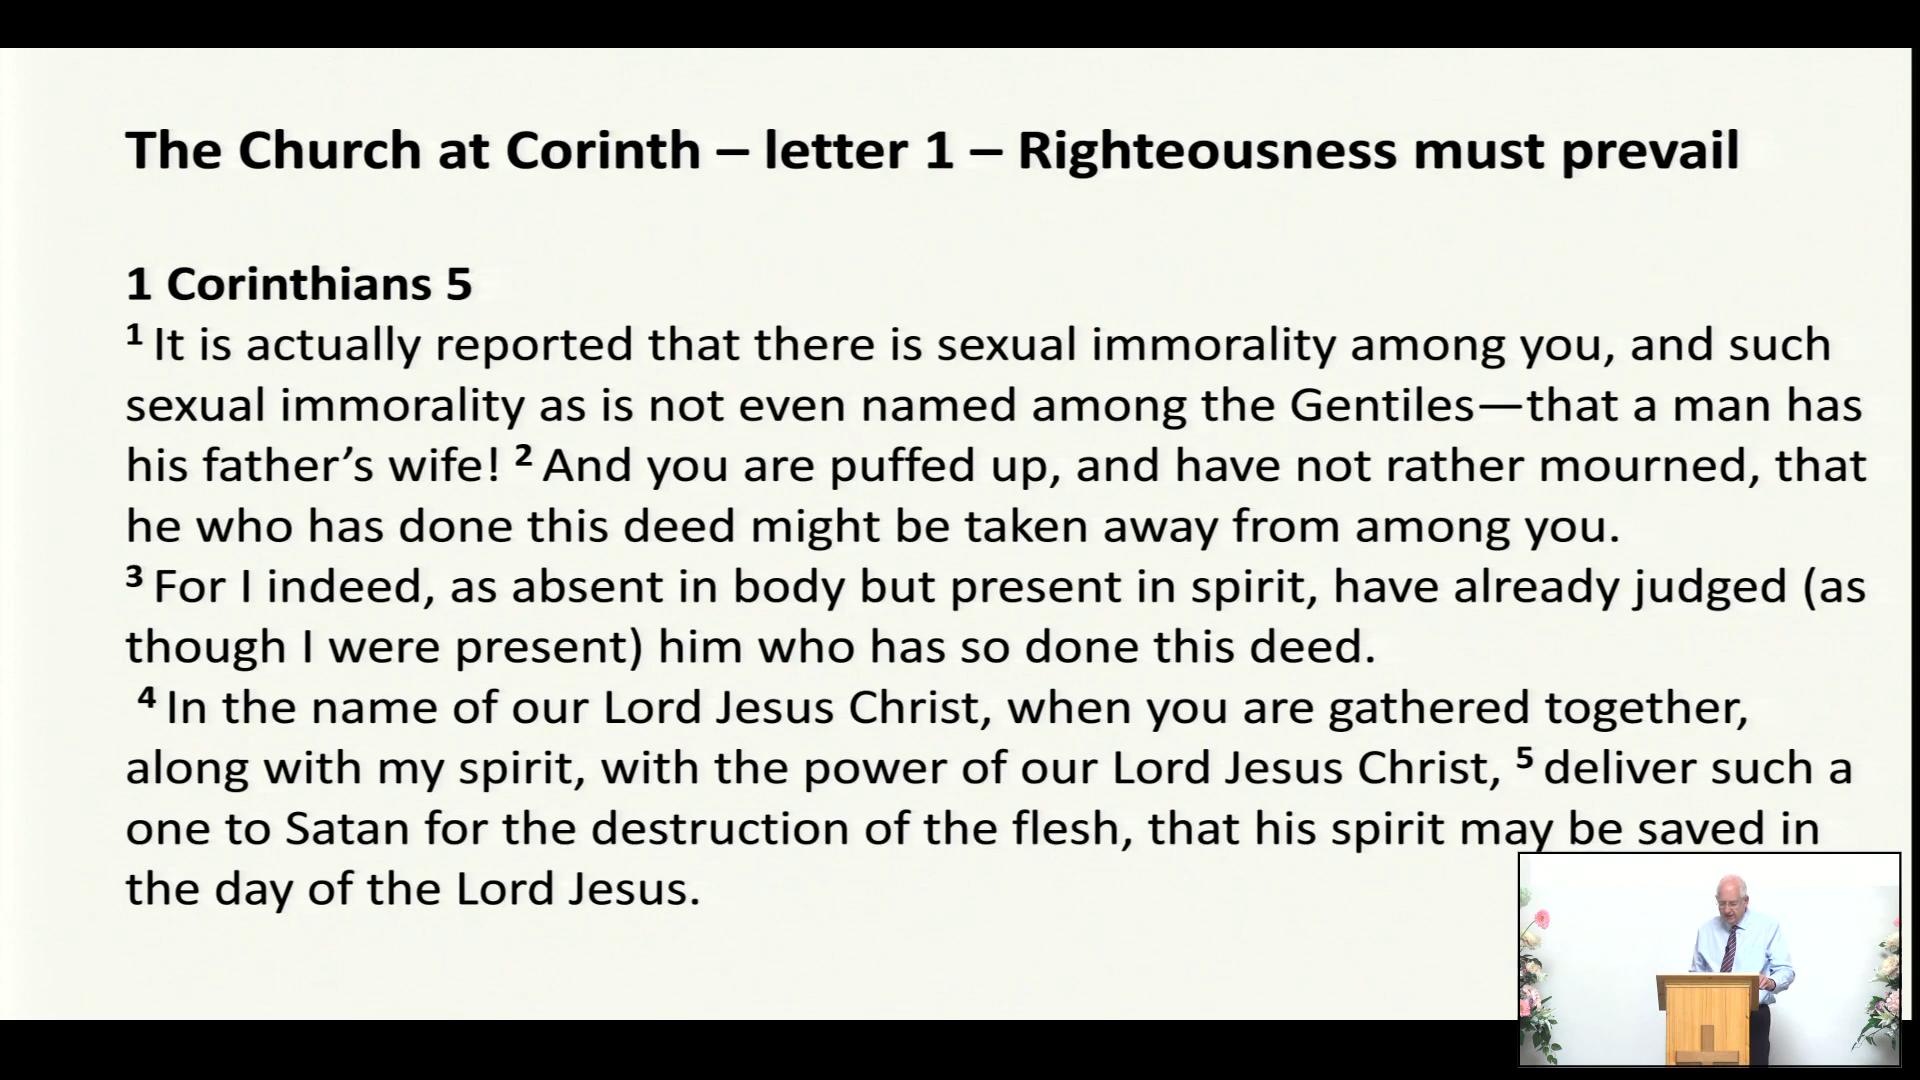 The Church at Corinth – letter 1 – Righteousness must prevail
1 Corinthians 5
1 It is actually reported that there is sexual immorality among you, and such
sexual immorality as is not even named among the Gentiles—that a man has
his father’s wife! 2 And you are puffed up, and have not rather mourned, that
he who has done this deed might be taken away from among you.
3 For I indeed, as absent in body but present in spirit, have already judged (as
though I were present) him who has so done this deed.
4 In the name of our Lord Jesus Christ, when you are gathered together,
along with my spirit, with the power of our Lord Jesus Christ, 5 deliver such a
one to Satan for the destruction of the flesh, that his spirit may be saved in
the day of the Lord Jesus.